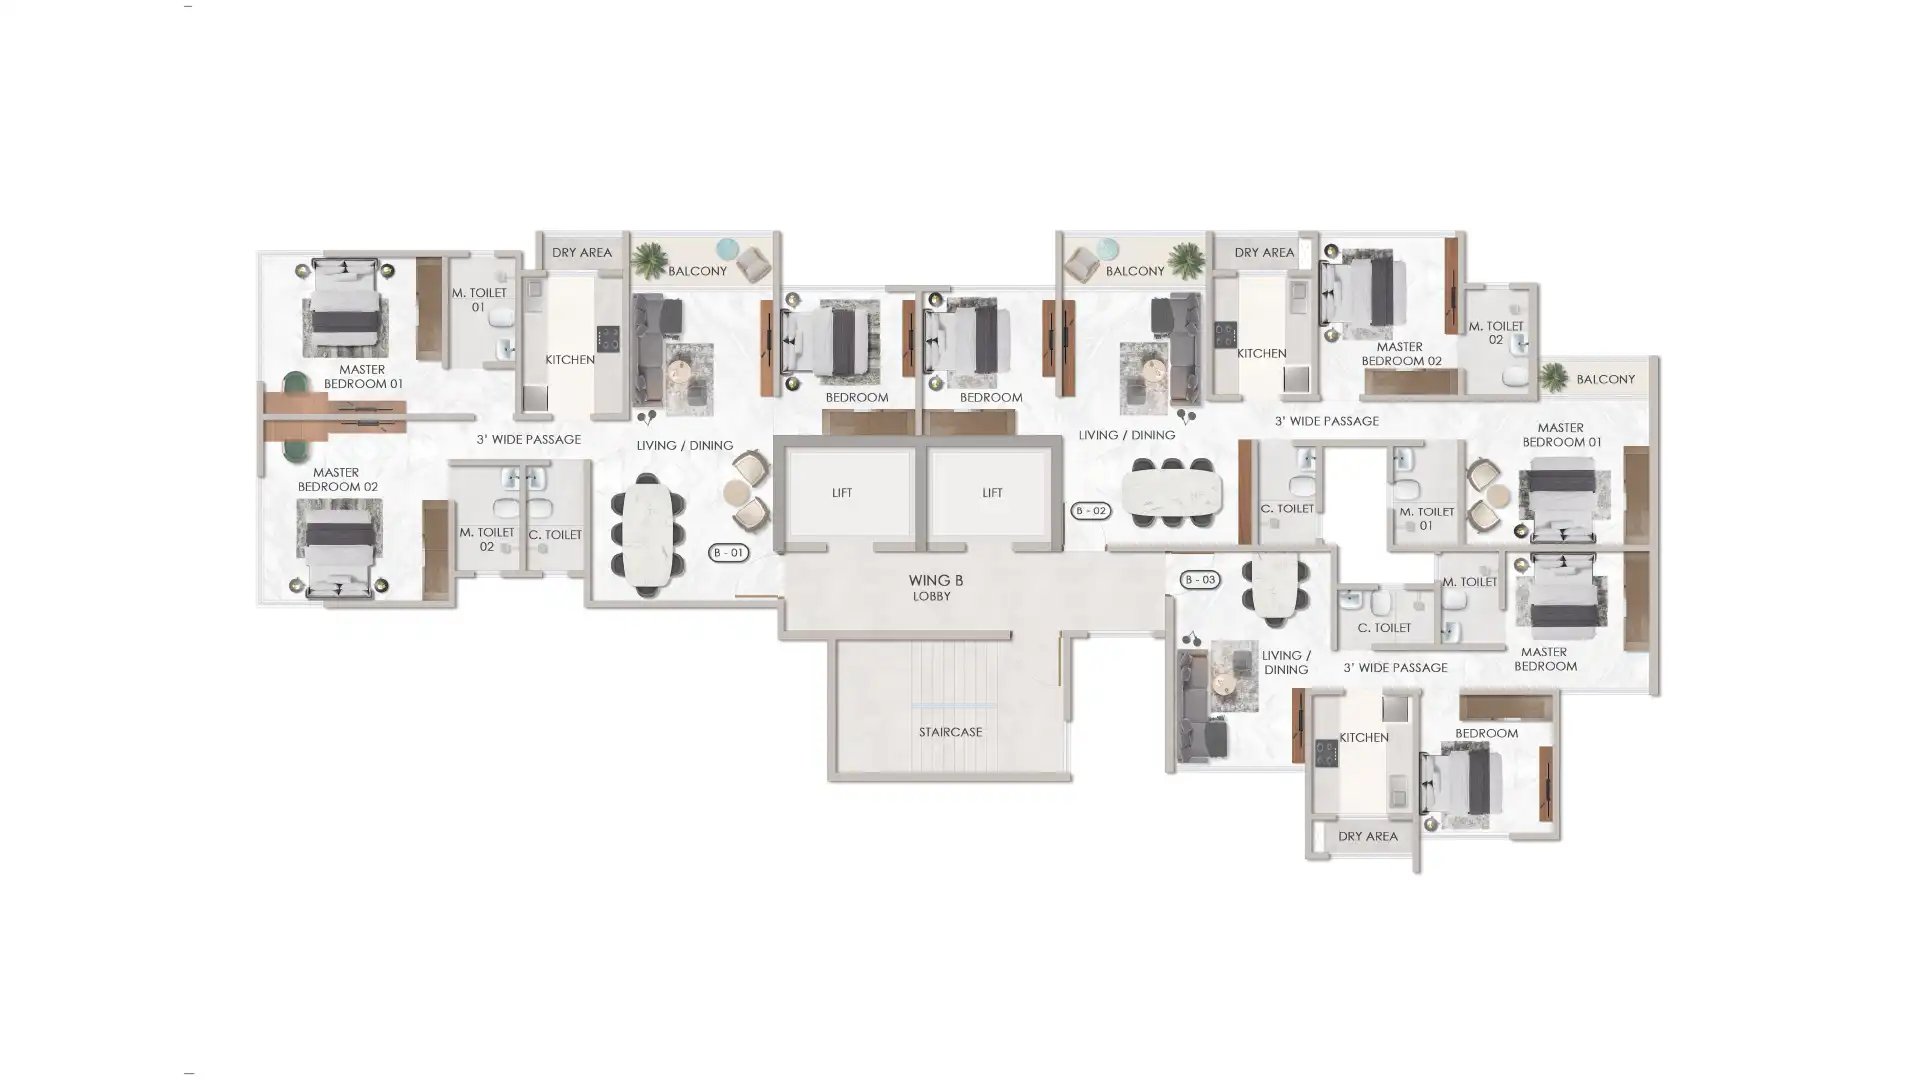 DRY AREA
BALCONY
M. TOILET
01
KITCHEN
MASTER
BEDROOM 01
BEDROOM
3' WIDE PASSAGE
LIVING / DINING
MASTER
BEDROOM 02
M. TOILET
02
C. TOILET
B - 01
LIFT
LIFT
BALCONY
DRY AREA
BEDROOM
KITCHEN
MASTER
BEDROOM 02
M. TOILET
02
BALCONY
LIVING / DINING
3' WIDE PASSAGE
MASTER
BEDROOM 01
B - 02
C. TOILET
M. TOILET
01
WING B
LOBBY
STAIRCASE
B - 03
M. TOILET
C. TOILET
LIVING /
DINING
3' WIDE PASSAGE
MASTER
BEDROOM
KITCHEN
BEDROOM
DRY AREA